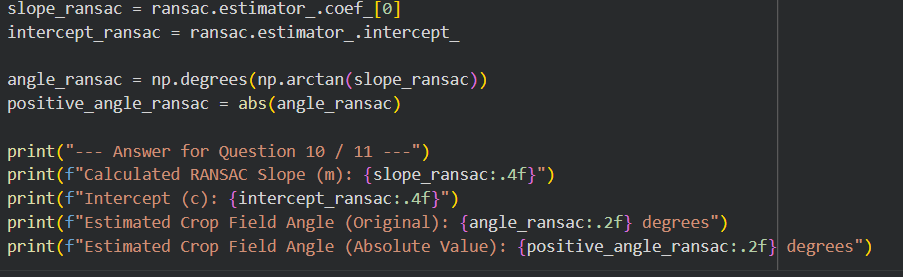 slope_ransac = ransac.estimator_.coef_[0]
intercept_ransac = ransac.estimator_.intercept_
angle_ransac = np.degrees(np.arctan(slope_ransac))
positive_angle_ransac = abs(angle_ransac)
print("--- Answer for Question 10 / 11 ---")
print(f"Calculated RANSAC Slope (m): {slope_ransac:.4f}")
print(f"Intercept (c): {intercept_ransac:.4f}")
print(f"Estimated Crop Field Angle (Original): {angle_ransac:.2f} degrees")
print(f"Estimated Crop Field Angle (Absolute Value): {positive_angle_ransac:.2f} degrees")